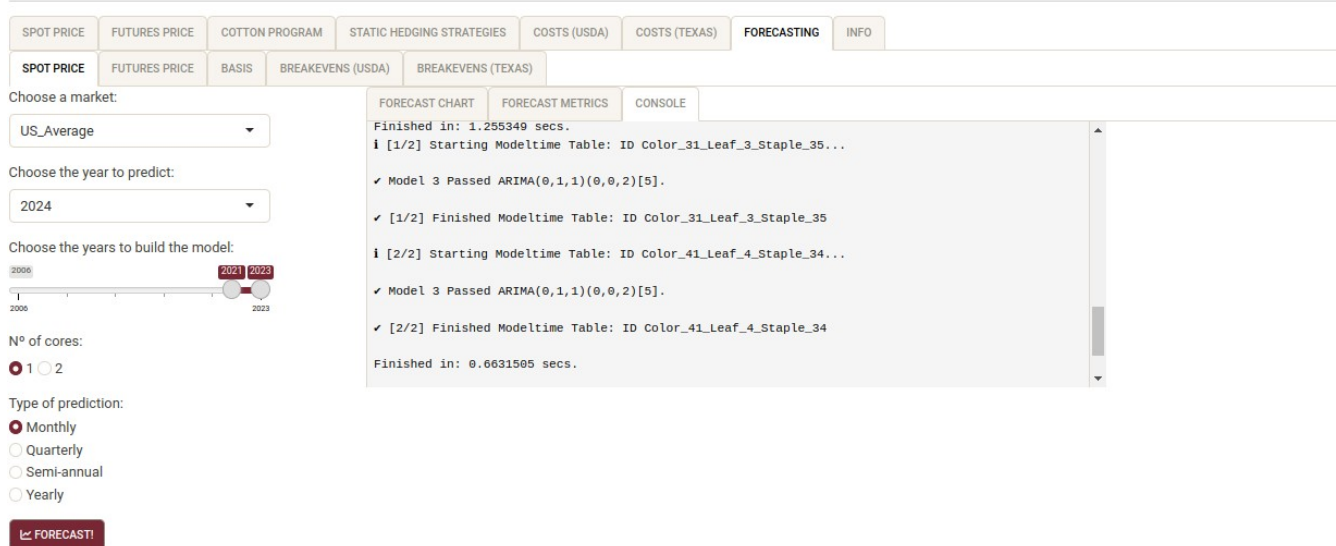 SPOT PRICE FUTURES PRICE COTTON PROGRAM STATIC HEDGING STRATEGIES COSTS (USDA) COSTS (TEXAS) FORECASTING INFO
SPOT PRICE FUTURES PRICE BASIS BREAKEVENS (USDA) BREAKEVENS (TEXAS)
Choose a market:
US_Average
Choose the year to predict:
2024
Choose the years to build the model:
2006 2021 2023
2006 2023
Nº of cores:
1 2
Type of prediction:
Monthly
Quarterly
Semi-annual
Yearly
FORECAST!
FORECAST CHART FORECAST METRICS CONSOLE
Finished in: 1.255349 secs.
ℹ [1/2] Starting Modeltime Table: ID Color_31_Leaf_3_Staple_35...
✔ Model 3 Passed ARIMA(0,1,1)(0,0,2)[5].
✔ [1/2] Finished Modeltime Table: ID Color_31_Leaf_3_Staple_35
ℹ [2/2] Starting Modeltime Table: ID Color_41_Leaf_4_Staple_34...
✔ Model 3 Passed ARIMA(0,1,1)(0,0,2)[5].
✔ [2/2] Finished Modeltime Table: ID Color_41_Leaf_4_Staple_34
Finished in: 0.6631505 secs.